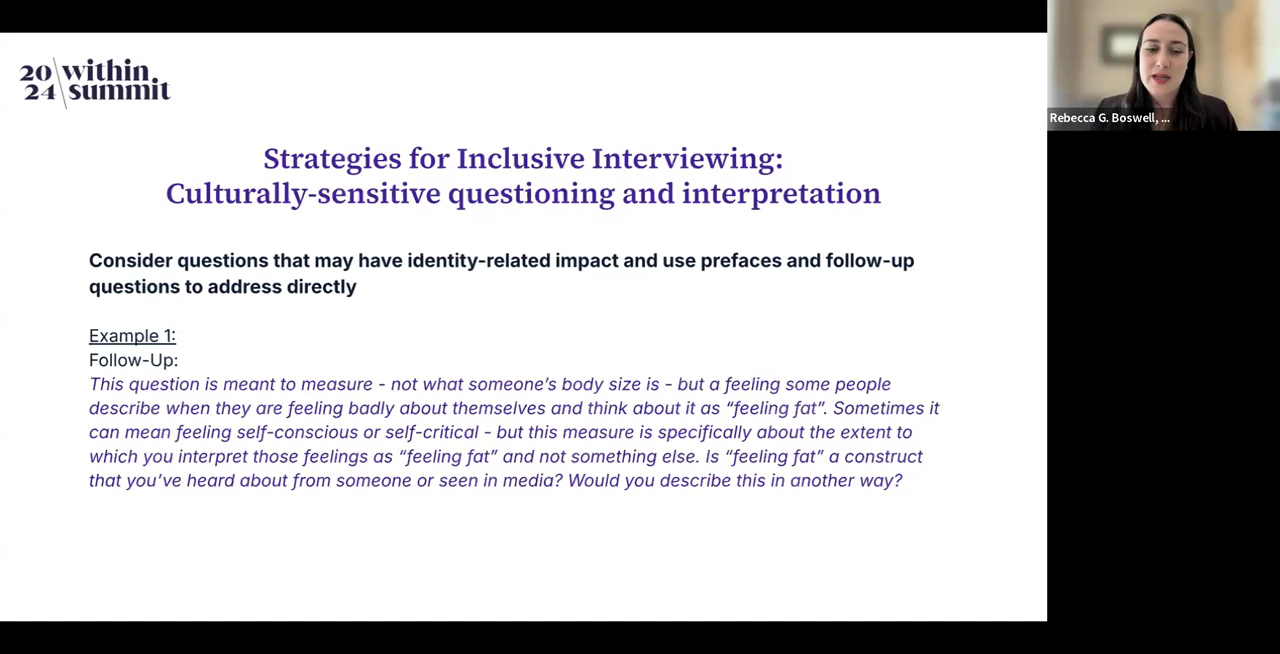 20 within
24 summit
Rebecca G. Boswell, ...
Strategies for Inclusive Interviewing:
Culturally-sensitive questioning and interpretation
Consider questions that may have identity-related impact and use prefaces and follow-up
questions to address directly
Example 1:
Follow-Up:
This question is meant to measure - not what someone’s body size is - but a feeling some people
describe when they are feeling badly about themselves and think about it as “feeling fat”. Sometimes it
can mean feeling self-conscious or self-critical - but this measure is specifically about the extent to
which you interpret those feelings as “feeling fat” and not something else. Is “feeling fat” a construct
that you’ve heard about from someone or seen in media? Would you describe this in another way?